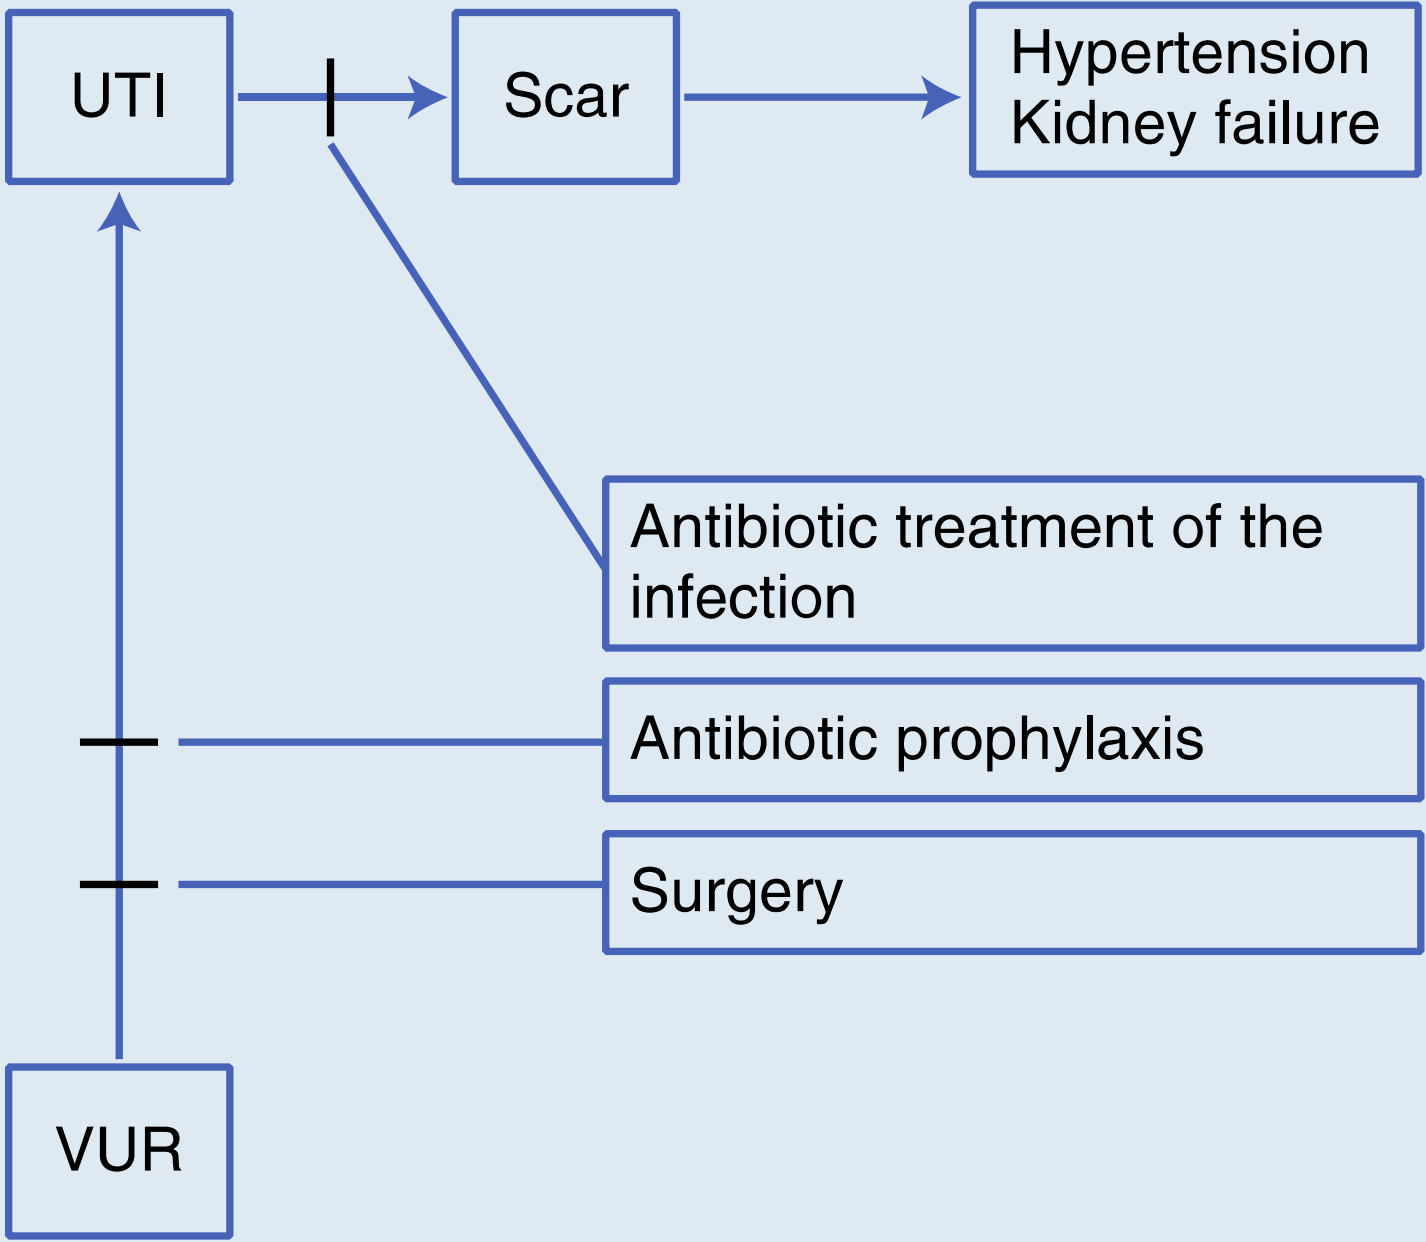 UTI
Scar
Hypertension
Kidney failure
Antibiotic treatment of the
infection
Antibiotic prophylaxis
Surgery
VUR